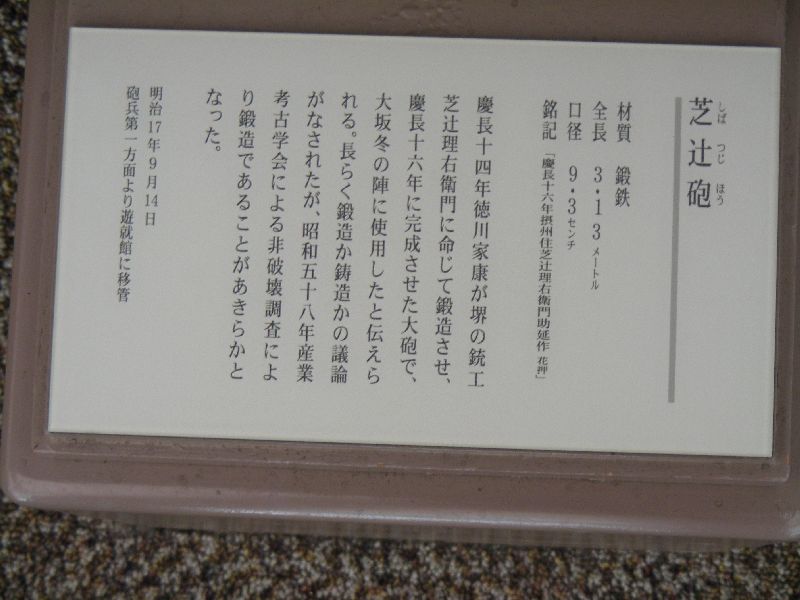 芝辻砲
しば つじ ほう
材質 鍛鉄
全長 3・13メートル
口径 9・3センチ
銘記「慶長十六年摂州住芝辻理右衛門助延作 花押」
慶長十四年徳川家康が堺の銃工
芝辻理右衛門に命じて鍛造させ、
慶長十六年に完成させた大砲で、
大坂冬の陣に使用したと伝えら
れる。長らく鍛造か鋳造かの議論
がなされたが、昭和五十八年産業
考古学会による非破壊調査によ
り鍛造であることがあきらかと
なった。
明治17年9月14日
砲兵第一方面より遊就館に移管